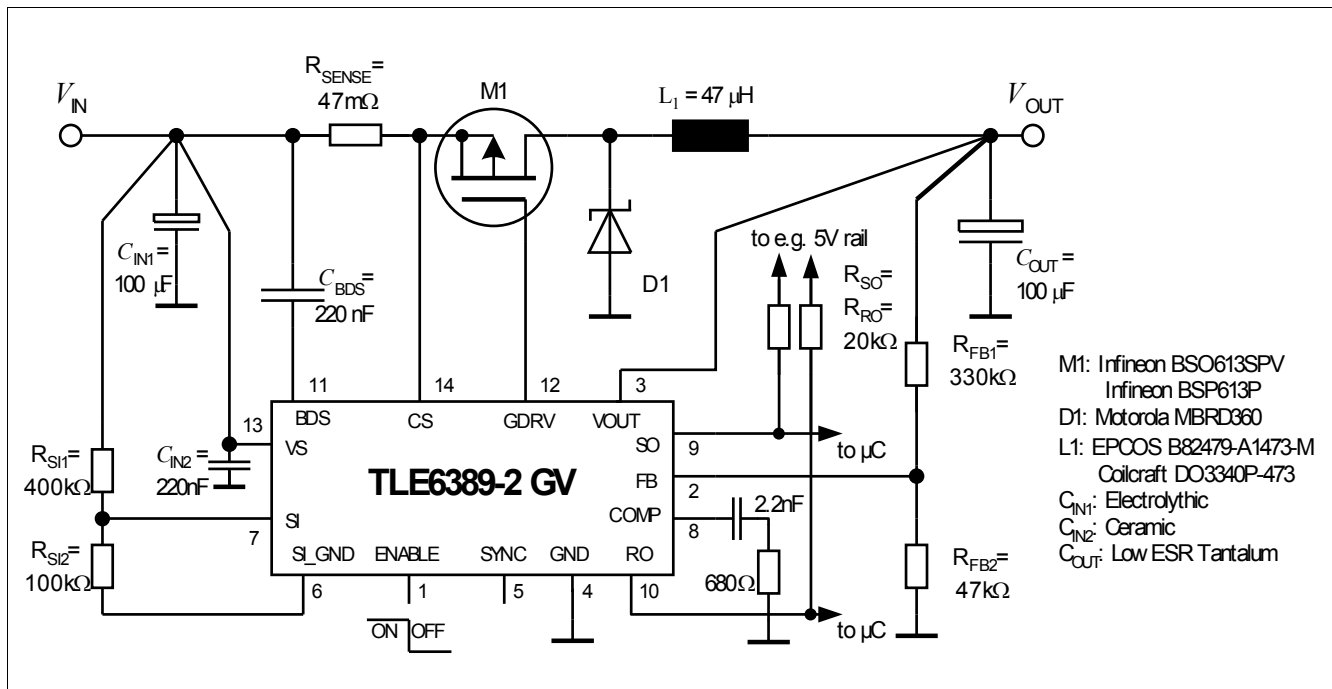 R_SENSE=
47mΩ
M1
L₁ = 47 µH
V_IN
V_OUT
C_IN1=
100 µF
C_BDS=
220 nF
D1
to e.g. 5V rail
R_SO=
R_RO=
20kΩ
C_OUT=
100 µF
R_FB1=
330kΩ
M1: Infineon BSO613SPV
Infineon BSP613P
D1: Motorola MBRD360
L1: EPCOS B82479-A1473-M
Coilcraft DO3340P-473
C_IN1: Electrolythic
C_IN2: Ceramic
C_OUT: Low ESR Tantalum
11
14
12
3
BDS
CS
GDRV
VOUT
13
VS
SO
9
to µC
R_SI1=
400kΩ
C_IN2=
220nF
TLE6389-2 GV
FB
2
2.2nF
COMP
8
SI
7
R_SI2=
100kΩ
SI_GND
ENABLE
SYNC
GND
RO
6
1
5
4
10
680Ω
R_FB2=
47kΩ
ON
OFF
to µC